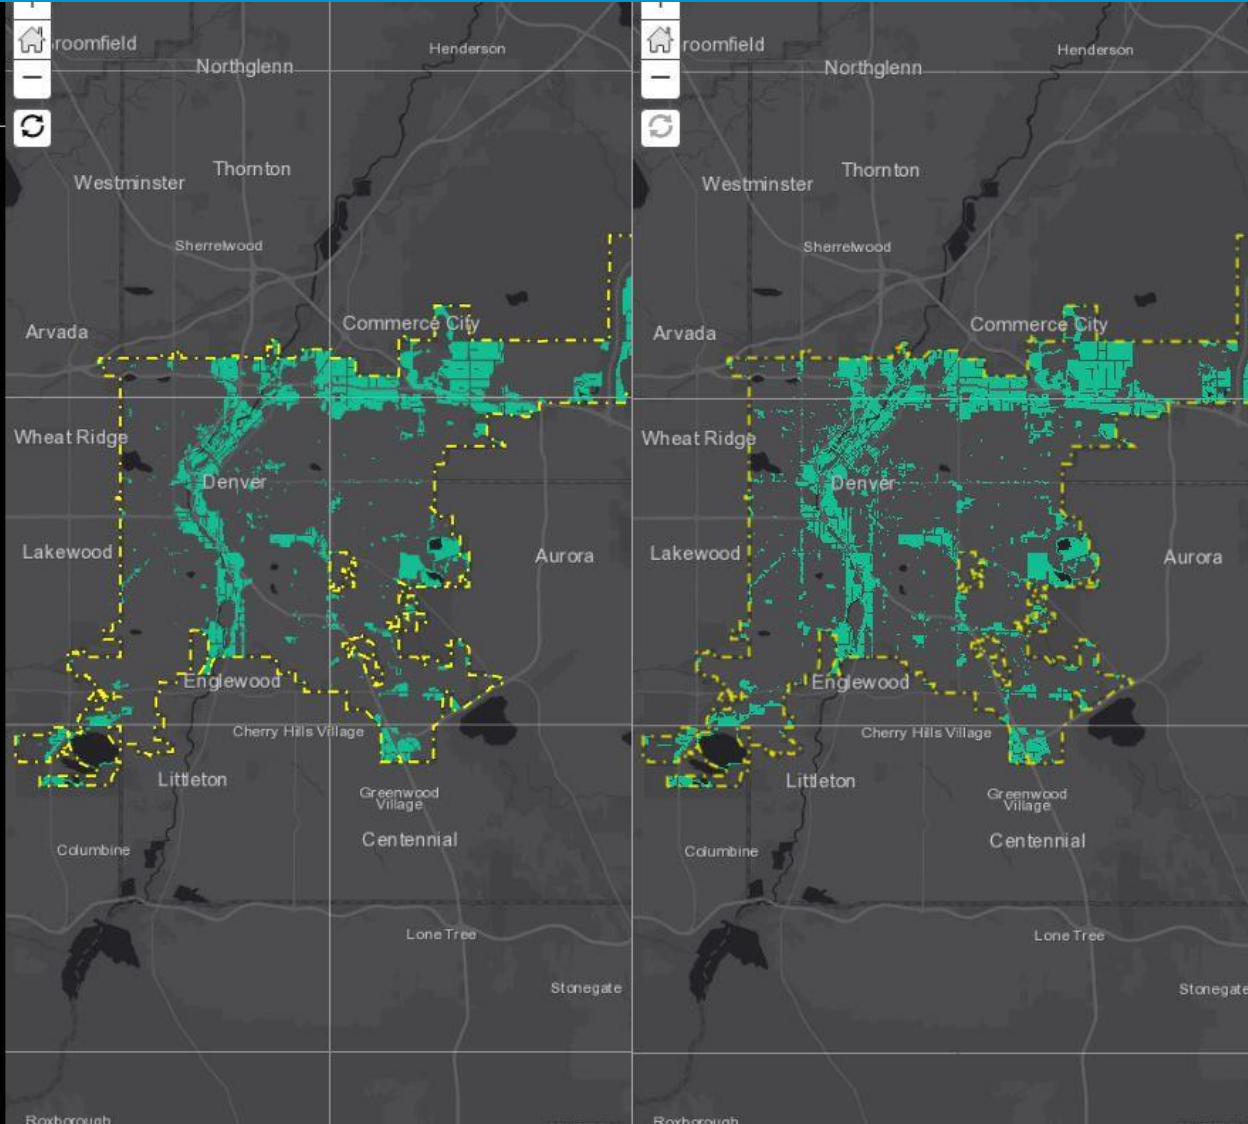 roomfield
Henderson
Northglenn
Thornton
Westminster
Sherrelwood
Arvada
Commerce City
Wheat Ridge
Denver
Lakewood
Aurora
Englewood
Cherry Hills Village
Littleton
Greenwood
Village
Centennial
Columbine
Lone Tree
Stonegate
Roxborough
roomfield
Henderson
Northglenn
Thornton
Westminster
Sherrelwood
Arvada
Commerce City
Wheat Ridge
Denver
Lakewood
Aurora
Englewood
Cherry Hills Village
Littleton
Greenwood
Village
Centennial
Columbine
Lone Tree
Stonegate
Roxborough